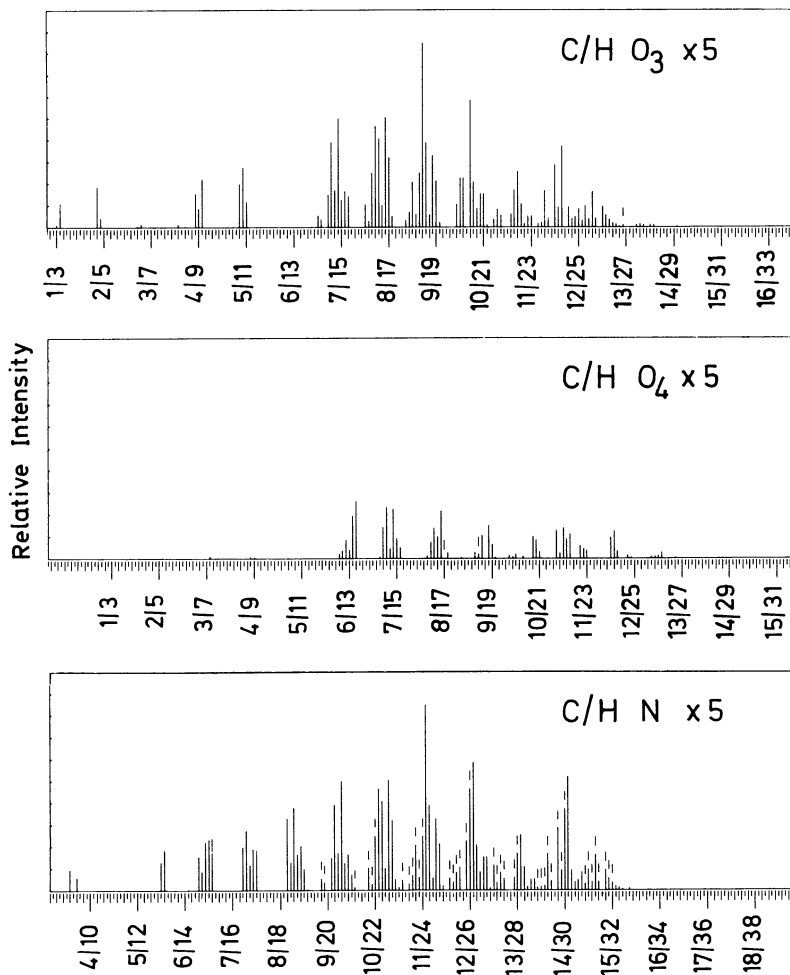 C/H O3 x5
1/3 2/5 3/7 4/9 5/11 6/13 7/15 8/17 9/19 10/21 11/23 12/25 13/27 14/29 15/31 16/33
Relative Intensity
C/H O4 x5
1/3 2/5 3/7 4/9 5/11 6/13 7/15 8/17 9/19 10/21 11/23 12/25 13/27 14/29 15/31
C/H N x5
4/10 5/12 6/14 7/16 8/18 9/20 10/22 11/24 12/26 13/28 14/30 15/32 16/34 17/36 18/38